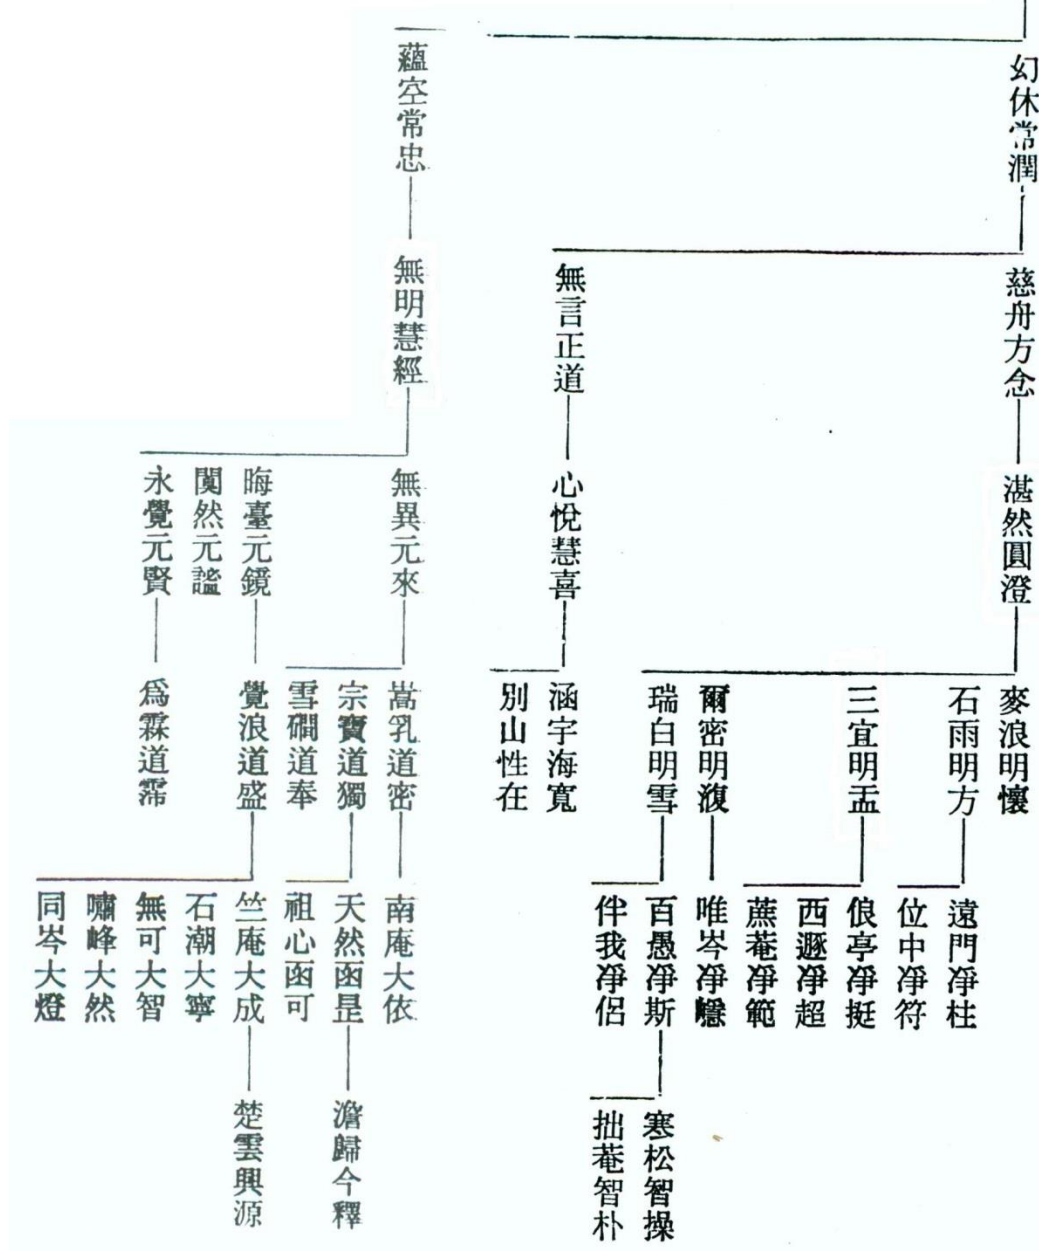 幻休常潤
慈舟方念
湛然圓澄
麥浪明懷
石雨明方
遠門淨柱
位中淨符
三宜明盂
俍亭淨挺
西遯淨超
蕉菴淨範
爾密明澓
唯岑淨嶾
瑞白明雪
百愚淨斯
寒松智操
拙菴智朴
伴我淨侶
無言正道
心悅慧喜
涵宇海寬
別山性在
蘊空常忠
無明慧經
無異元來
嵩乳道密
南庵大依
宗寶道獨
天然函昰
澹歸今釋
祖心函可
雪磵道奉
晦臺元鏡
覺浪道盛
竺庵大成
楚雲興源
石潮大寧
無可大智
嘯峰大然
同岑大燈
闃然元謐
永覺元賢
爲霖道霈